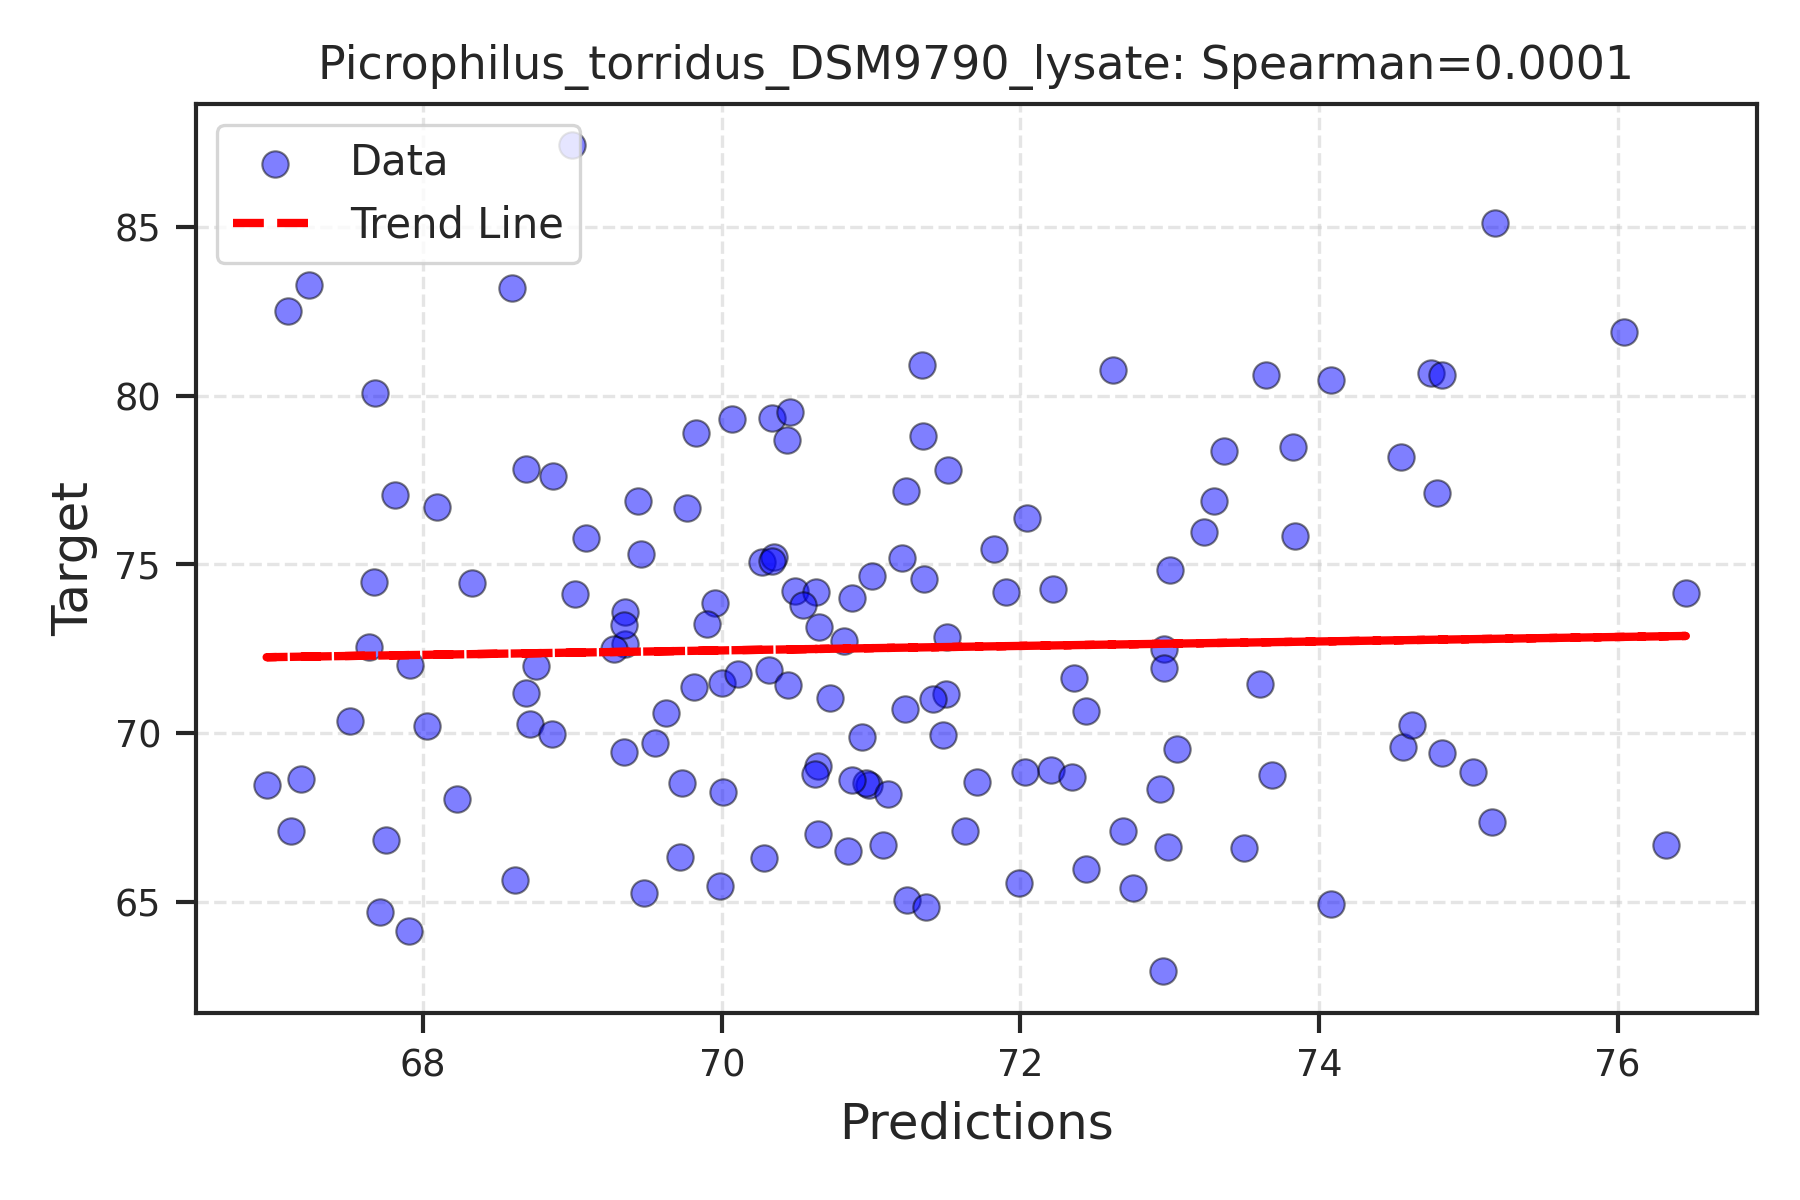 Picrophilus_torridus_DSM9790_lysate: Spearman=0.0001
Data
Trend Line
85
80
75
70
65
Target
68 70 72 74 76
Predictions